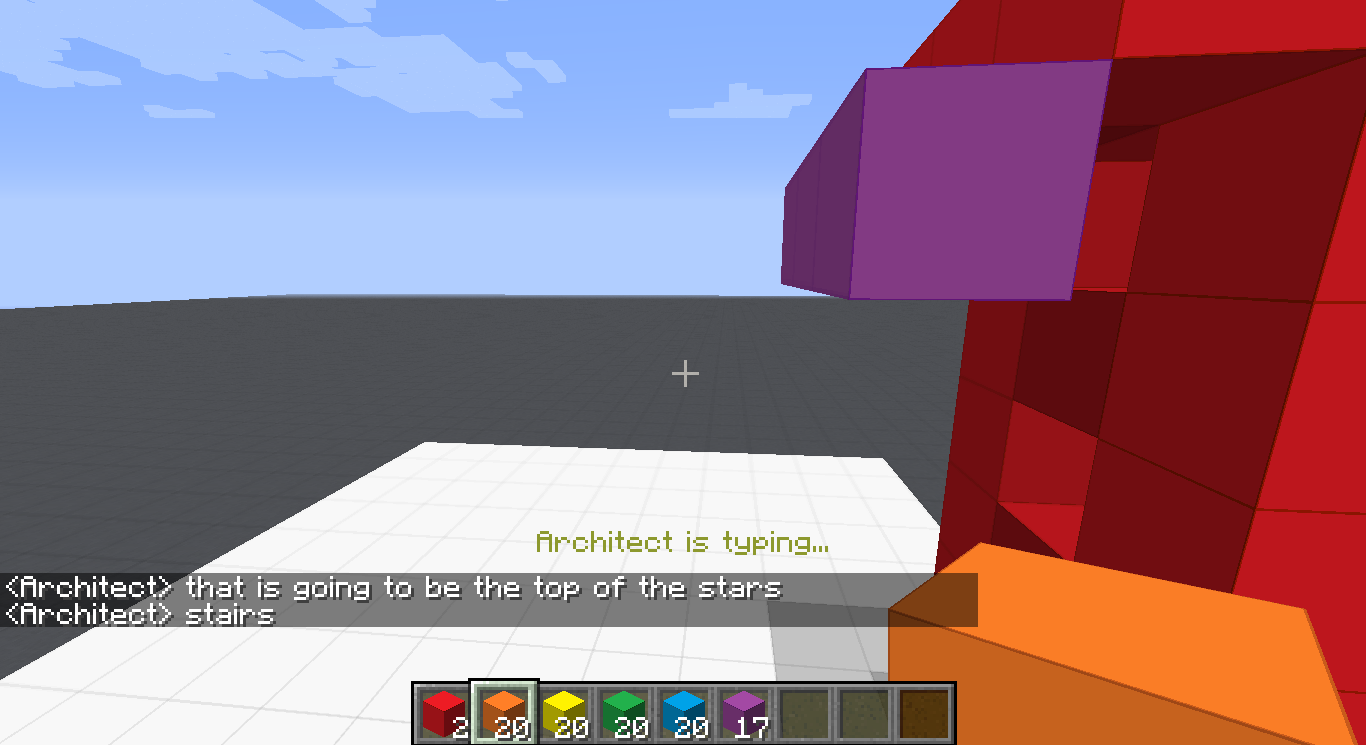 Architect is typing...
<Architect> that is going to be the top of the stars
<Architect> stairs
2 20 20 20 20 17